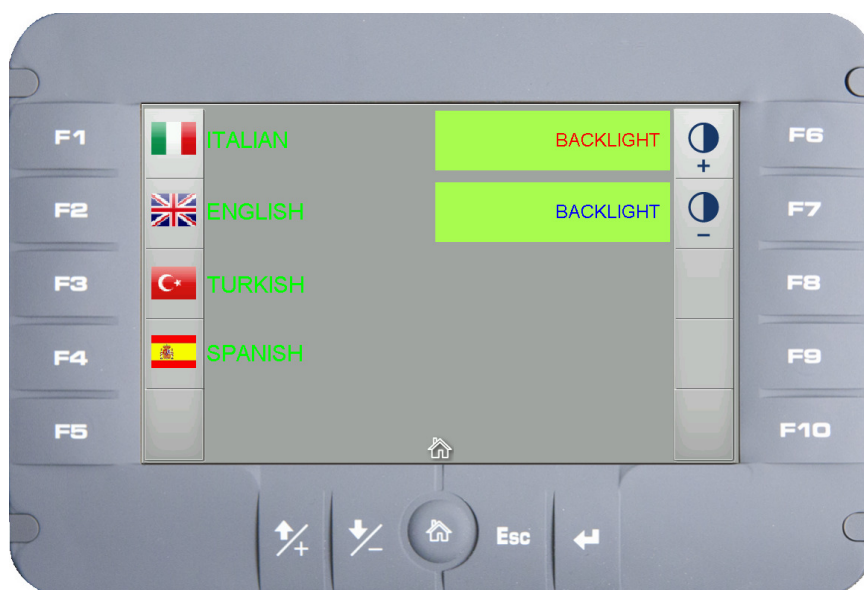 F1
ITALIAN
BACKLIGHT
+
F6
F2
ENGLISH
BACKLIGHT
-
F7
F3
TURKISH
F8
F4
SPANISH
F9
F5
F10
/+
/-
Esc